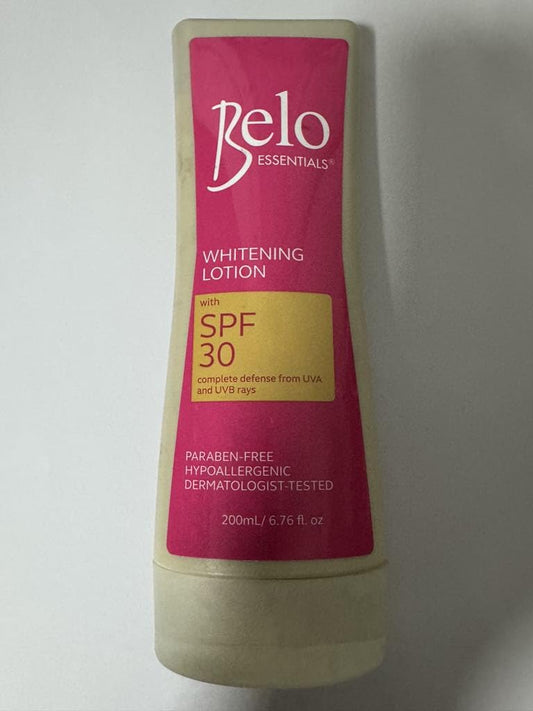 Belo
ESSENTIALS®
WHITENING
LOTION
with
SPF
30
complete defense from UVA
and UVB rays
PARABEN-FREE
HYPOALLERGENIC
DERMATOLOGIST-TESTED
200mL/ 6.76 fl. oz